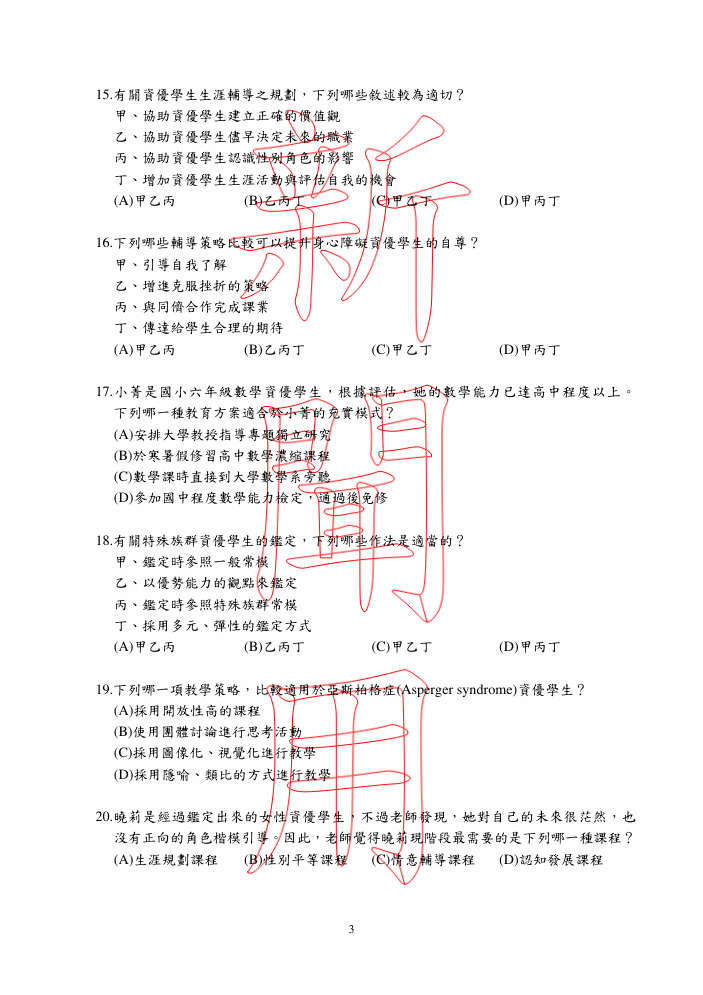 15.有關資優學生生涯輔導之規劃，下列哪些敘述較為適切？
甲、協助資優學生建立正確的價值觀
乙、協助資優學生儘早決定未來的職業
丙、協助資優學生認識性別角色的影響
丁、增加資優學生生涯活動與評估自我的機會
(A)甲乙丙 (B)乙丙丁 (C)甲乙丁 (D)甲丙丁
16.下列哪些輔導策略比較可以提升身心障礙資優學生的自尊？
甲、引導自我了解
乙、增進克服挫折的策略
丙、與同儕合作完成課業
丁、傳達給學生合理的期待
(A)甲乙丙 (B)乙丙丁 (C)甲乙丁 (D)甲丙丁
17.小菁是國小六年級數學資優學生，根據評估，她的數學能力已達高中程度以上。
下列哪一種教育方案適合於小菁的充實模式？
(A)安排大學教授指導專題獨立研究
(B)於寒暑假修習高中數學濃縮課程
(C)數學課時直接到大學數學系旁聽
(D)參加國中程度數學能力檢定，通過後免修
18.有關特殊族群資優學生的鑑定，下列哪些作法是適當的？
甲、鑑定時參照一般常模
乙、以優勢能力的觀點來鑑定
丙、鑑定時參照特殊族群常模
丁、採用多元、彈性的鑑定方式
(A)甲乙丙 (B)乙丙丁 (C)甲乙丁 (D)甲丙丁
19.下列哪一項教學策略，比較適用於亞斯柏格症(Asperger syndrome)資優學生？
(A)採用開放性高的課程
(B)使用團體討論進行思考活動
(C)採用圖像化、視覺化進行教學
(D)採用隱喻、類比的方式進行教學
20.曉莉是經過鑑定出來的女性資優學生，不過老師發現，她對自己的未來很茫然，也
沒有正向的角色楷模引導。因此，老師覺得曉莉現階段最需要的是下列哪一種課程？
(A)生涯規劃課程 (B)性別平等課程 (C)情意輔導課程 (D)認知發展課程
3
新
聞
用